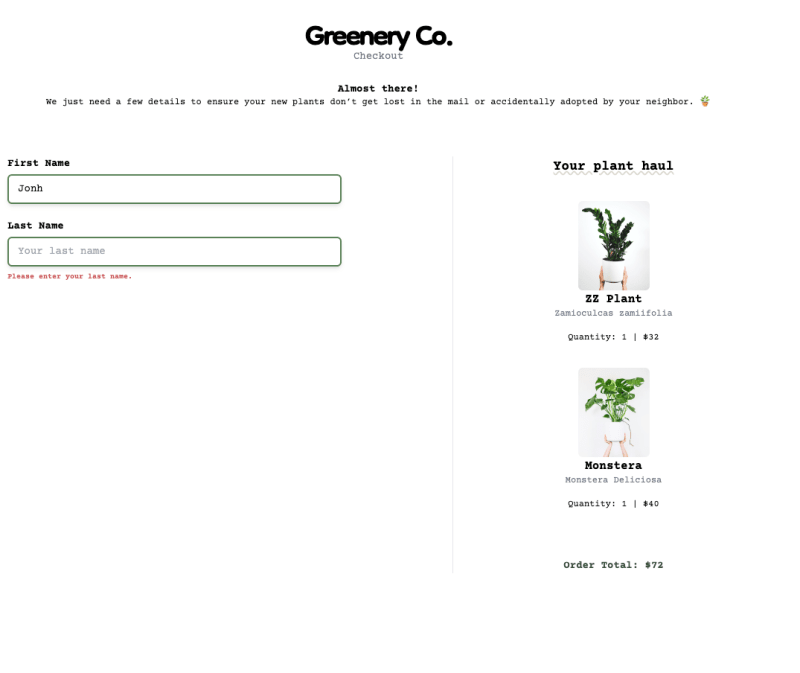 Greenery Co.
Checkout
Almost there!
We just need a few details to ensure your new plants don’t get lost in the mail or accidentally adopted by your neighbor. 🪴
First Name
Jonh
Last Name
Your last name
Please enter your last name.
Your plant haul
ZZ Plant
Zamioculcas zamiifolia
Quantity: 1 | $32
Monstera
Monstera Deliciosa
Quantity: 1 | $40
Order Total: $72